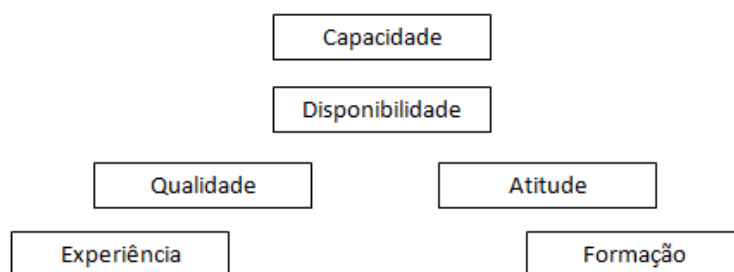 Capacidade
Disponibilidade
Qualidade
Atitude
Experiência
Formação